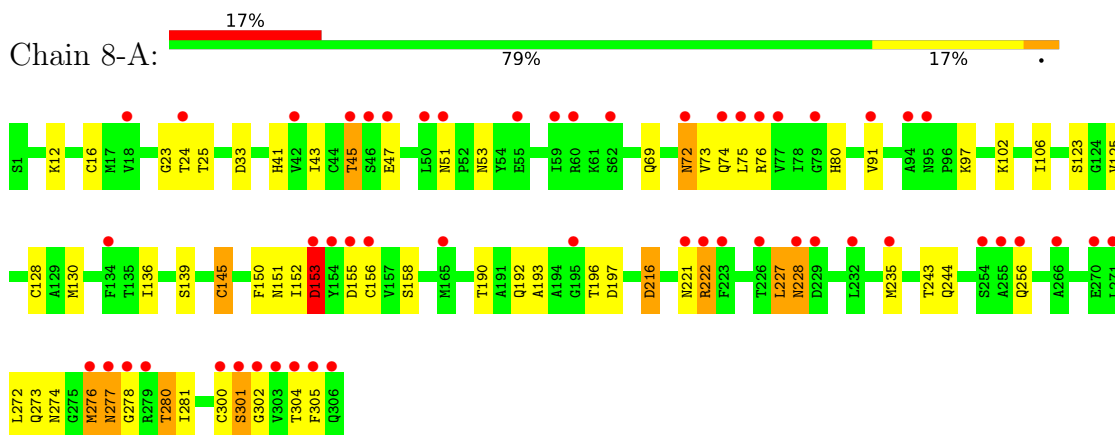 17%
Chain 8-A:
79% 17% •
S1 K12 C16 M17 V18 G23 T24 T25 D33 H41 V42 I43 C44 T45 S46 E47 L50 N51 P52 N53 Y54 E55 I59 R60 K61 S62 Q69 N72 V73 Q74 L75 R76 V77 I78 G79 H80 V91 A94 N95 P96 K97 K102 I106 S123 G124 V125
C128 A129 M130 F134 T135 I136 S139 C145 F150 N151 I152 D153 Y154 D155 C156 V157 S158 M165 T190 A191 Q192 A193 A194 G195 T196 D197 D216 N221 R222 F223 T226 L227 N228 D229 L232 M235 T243 Q244 S254 A255 Q256 A266 E270 L271
L272 Q273 N274 G275 M276 N277 G278 R279 T280 I281 C300 S301 G302 V303 T304 F305 Q306